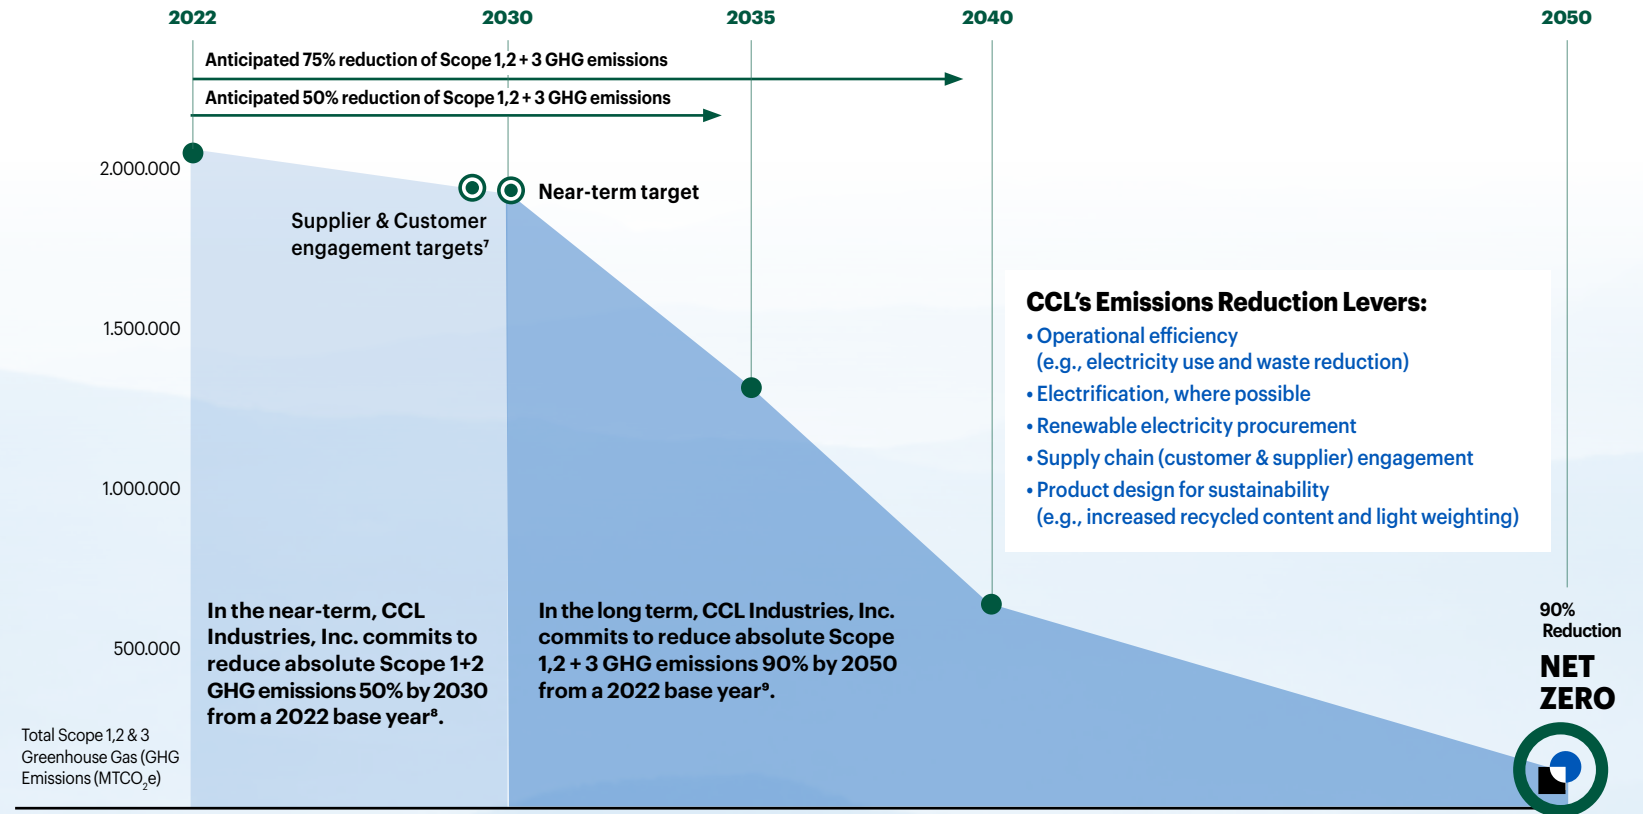 2022
2030
2035
2040
2050
Anticipated 75% reduction of Scope 1,2 + 3 GHG emissions
Anticipated 50% reduction of Scope 1,2 + 3 GHG emissions
2.000.000
Near-term target
Supplier & Customer
engagement targets⁷
CCL's Emissions Reduction Levers:
• Operational efficiency
(e.g., electricity use and waste reduction)
• Electrification, where possible
• Renewable electricity procurement
• Supply chain (customer & supplier) engagement
• Product design for sustainability
(e.g., increased recycled content and light weighting)
1.500.000
1.000.000
500.000
In the near-term, CCL
Industries, Inc. commits to
reduce absolute Scope 1+2
GHG emissions 50% by 2030
from a 2022 base year⁸.
In the long term, CCL Industries, Inc.
commits to reduce absolute Scope
1,2 + 3 GHG emissions 90% by 2050
from a 2022 base year⁹.
90%
Reduction
NET
ZERO
Total Scope 1,2 & 3
Greenhouse Gas (GHG
Emissions (MTCO₂e)